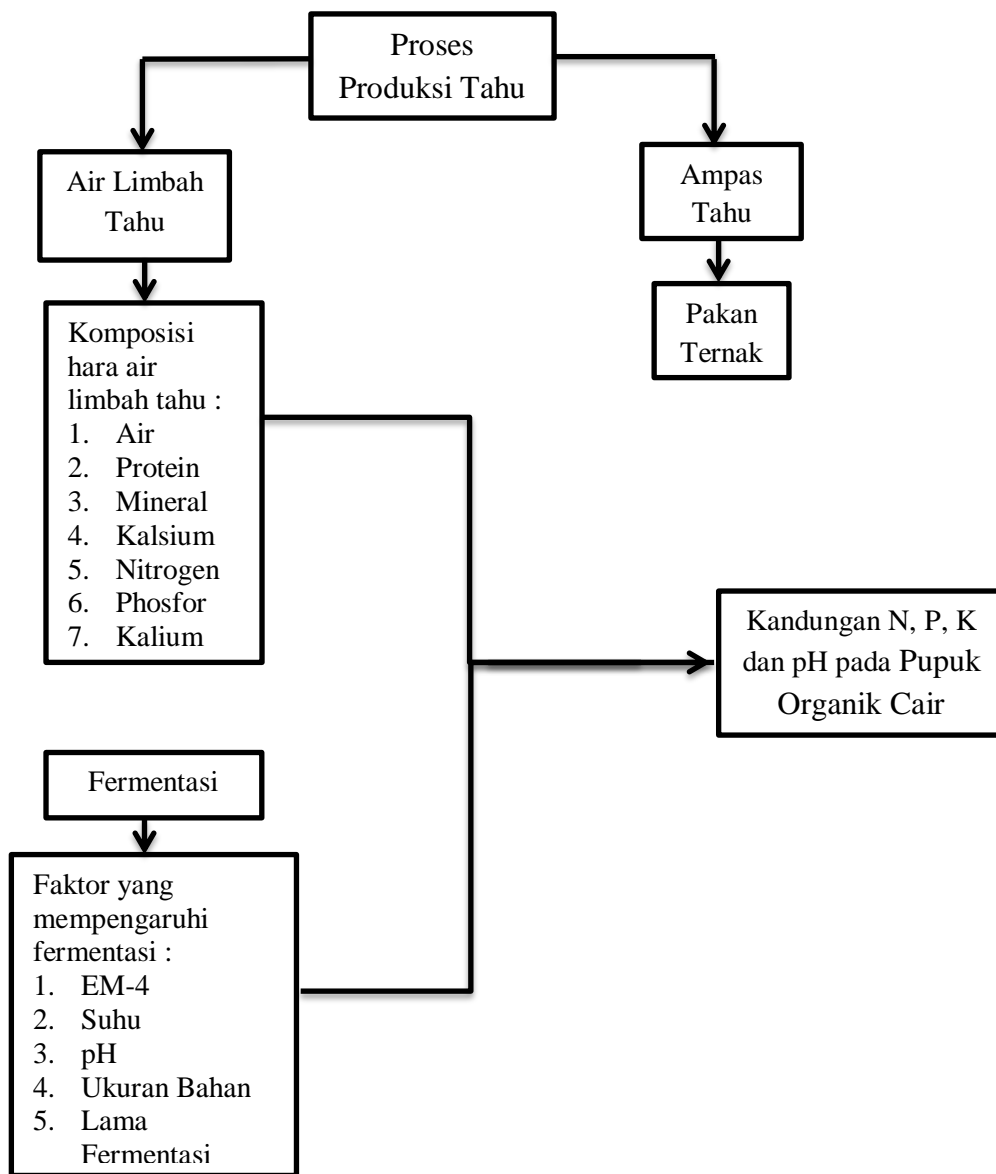 Proses
Produksi Tahu
Air Limbah
Tahu
Ampas
Tahu
Komposisi
hara air
limbah tahu :
1. Air
2. Protein
3. Mineral
4. Kalsium
5. Nitrogen
6. Phosfor
7. Kalium
Pakan
Ternak
Kandungan N, P, K
dan pH pada Pupuk
Organik Cair
Fermentasi
Faktor yang
mempengaruhi
fermentasi :
1. EM-4
2. Suhu
3. pH
4. Ukuran Bahan
5. Lama
Fermentasi